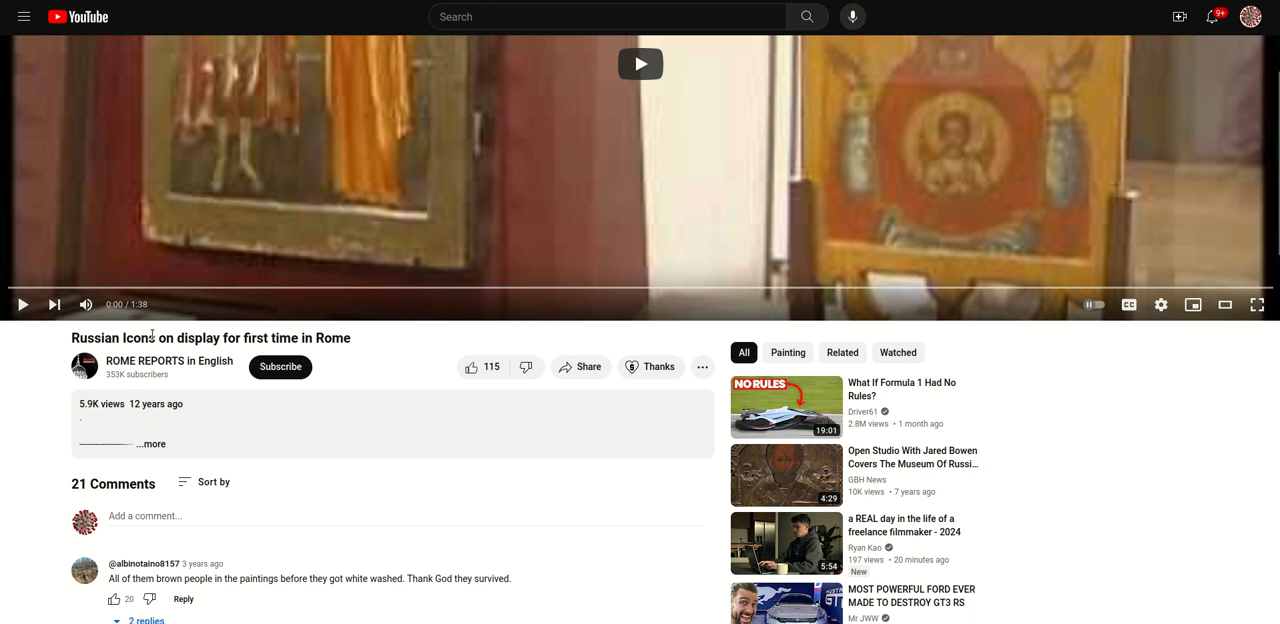 YouTube
Search
9+
0:00 / 1:38
CC
Russian Icons on display for first time in Rome
ROME REPORTS in English
353K subscribers
Subscribe
115
Share
Thanks
...
5.9K views 12 years ago
.
-------------------- ...more
21 Comments
Sort by
Add a comment...
@albinotaino8157 3 years ago
All of them brown people in the paintings before they got white washed. Thank God they survived.
20
Reply
2 replies
All
Painting
Related
Watched
NO RULES
19:01
What If Formula 1 Had No
Rules?
Driver61
2.8M views • 1 month ago
4:29
Open Studio With Jared Bowen
Covers The Museum Of Russi...
GBH News
10K views • 7 years ago
5:54
a REAL day in the life of a
freelance filmmaker - 2024
Ryan Kao
197 views • 20 minutes ago
New
MOST POWERFUL FORD EVER
MADE TO DESTROY GT3 RS
Mr JWW